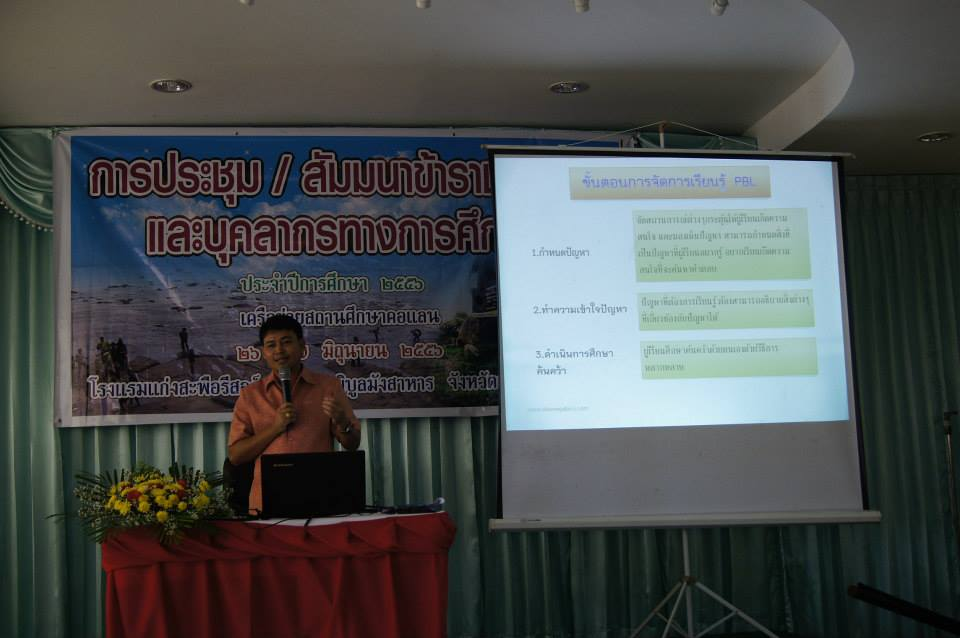 การประชุม / สัมมนาข้ารา
และบุคลากรทางการศึก
ประจำปีการศึกษา ๒๕๕๖
เครือข่ายสถานศึกษาคอแลน
๒๖ มิถุนายน ๒๕๕๖
โรงแรมแก่งสะพือรีสอร์ พิบูลมังสาหาร จังหวัด
ขั้นตอนการจัดการเรียนรู้ PBL
1.กำหนดปัญหา
จัดสถานการณ์ต่างๆกระตุ้นให้ผู้เรียนเกิดความ
สนใจ และมองเห็นปัญหา สามารถกำหนดสิ่งที่
เป็นปัญหาที่ผู้เรียนอยากรู้ อยากเรียนเกิดความ
สนใจที่จะค้นหาคำตอบ
2.ทำความเข้าใจปัญหา
ปัญหาที่ต้องการเรียนรู้ ต้องสามารถอธิบายสิ่งต่างๆ
ที่เกี่ยวข้องกับปัญหาได้
3.ดำเนินการศึกษา
ค้นคว้า
ผู้เรียนศึกษาค้นคว้าด้วยตนเองด้วยวิธีการ
หลากหลาย
lenovo